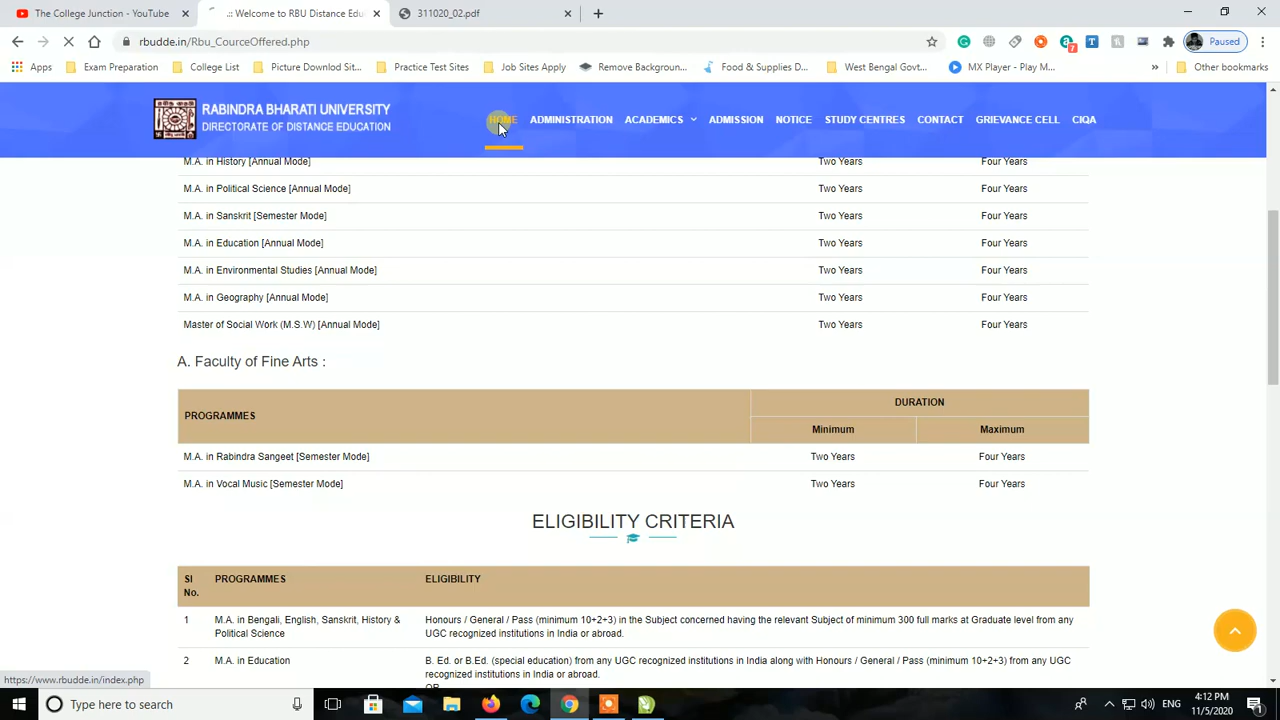 The College Junction - YouTube
.:: Welcome to RBU Distance Edu
311020_02.pdf
rbudde.in/Rbu_CourceOffered.php
Paused
Apps
Exam Preparation
College List
Picture Downlod Sit...
Practice Test Sites
Job Sites Apply
Remove Backgroun...
Food & Supplies D...
West Bengal Govt...
MX Player - Play M...
»
Other bookmarks
RABINDRA BHARATI UNIVERSITY
DIRECTORATE OF DISTANCE EDUCATION
HOME ADMINISTRATION ACADEMICS ADMISSION NOTICE STUDY CENTRES CONTACT GRIEVANCE CELL CIQA
M.A. in History [Annual Mode] Two Years Four Years
M.A. in Political Science [Annual Mode] Two Years Four Years
M.A. in Sanskrit [Semester Mode] Two Years Four Years
M.A. in Education [Annual Mode] Two Years Four Years
M.A. in Environmental Studies [Annual Mode] Two Years Four Years
M.A. in Geography [Annual Mode] Two Years Four Years
Master of Social Work (M.S.W) [Annual Mode] Two Years Four Years
A. Faculty of Fine Arts :
PROGRAMMES
DURATION
Minimum Maximum
M.A. in Rabindra Sangeet [Semester Mode] Two Years Four Years
M.A. in Vocal Music [Semester Mode] Two Years Four Years
ELIGIBILITY CRITERIA
Sl No. PROGRAMMES ELIGIBILITY
1 M.A. in Bengali, English, Sanskrit, History & Political Science
Honours / General / Pass (minimum 10+2+3) in the Subject concerned having the relevant Subject of minimum 300 full marks at Graduate level from any
UGC recognized institutions in India or abroad.
2 M.A. in Education
B. Ed. or B.Ed. (special education) from any UGC recognized institutions in India along with Honours / General / Pass (minimum 10+2+3) from any UGC
recognized institutions in India or abroad.
OR
https://www.rbudde.in/index.php
Type here to search
ENG
4:12 PM
11/5/2020